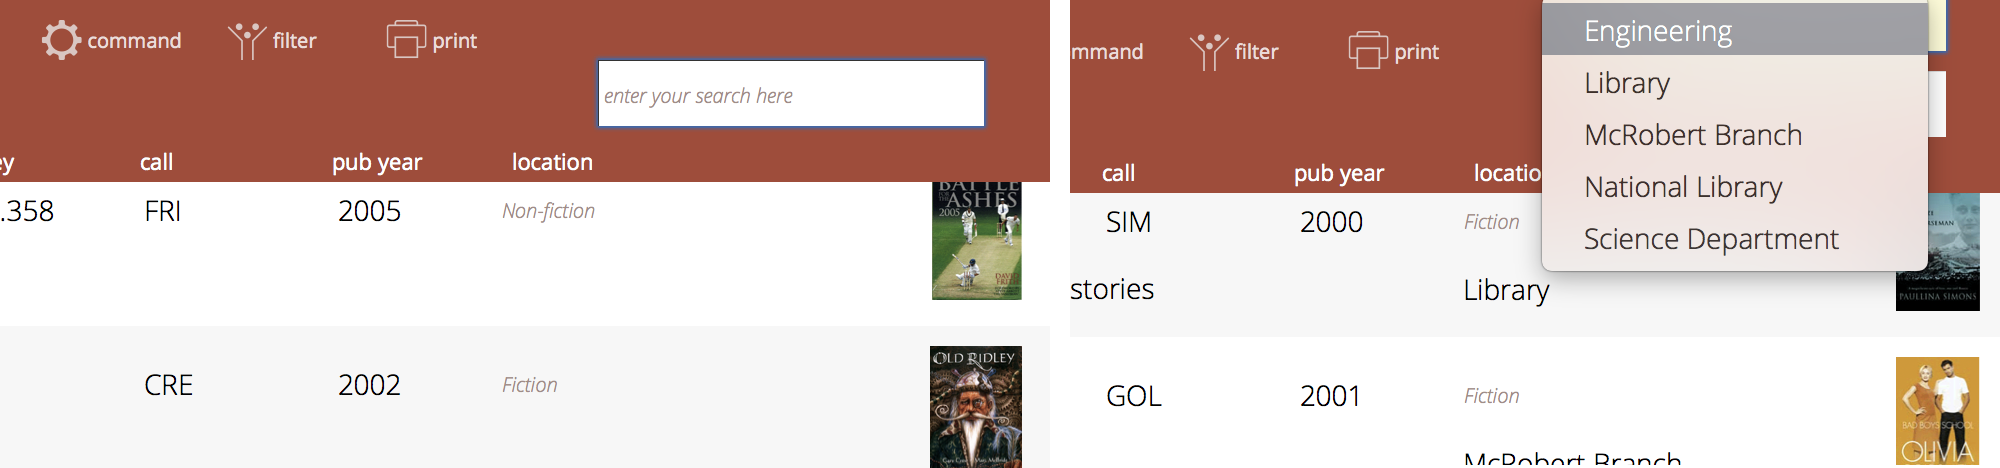 command filter print
enter your search here
ey call pub year location
.358 FRI 2005 Non-fiction
BATTLE
FOR THE
ASHES
2005
DAVID
CRE 2002 Fiction
OLD RIDLEY
mmand filter print
Engineering
Library
McRobert Branch
National Library
Science Department
call pub year locatio
SIM 2000 Fiction
SEMAN
stories Library
PAULLINA SIMONS
GOL 2001 Fiction
BAD BOYS SCHOOL
OLIVIA
McRobert Branch